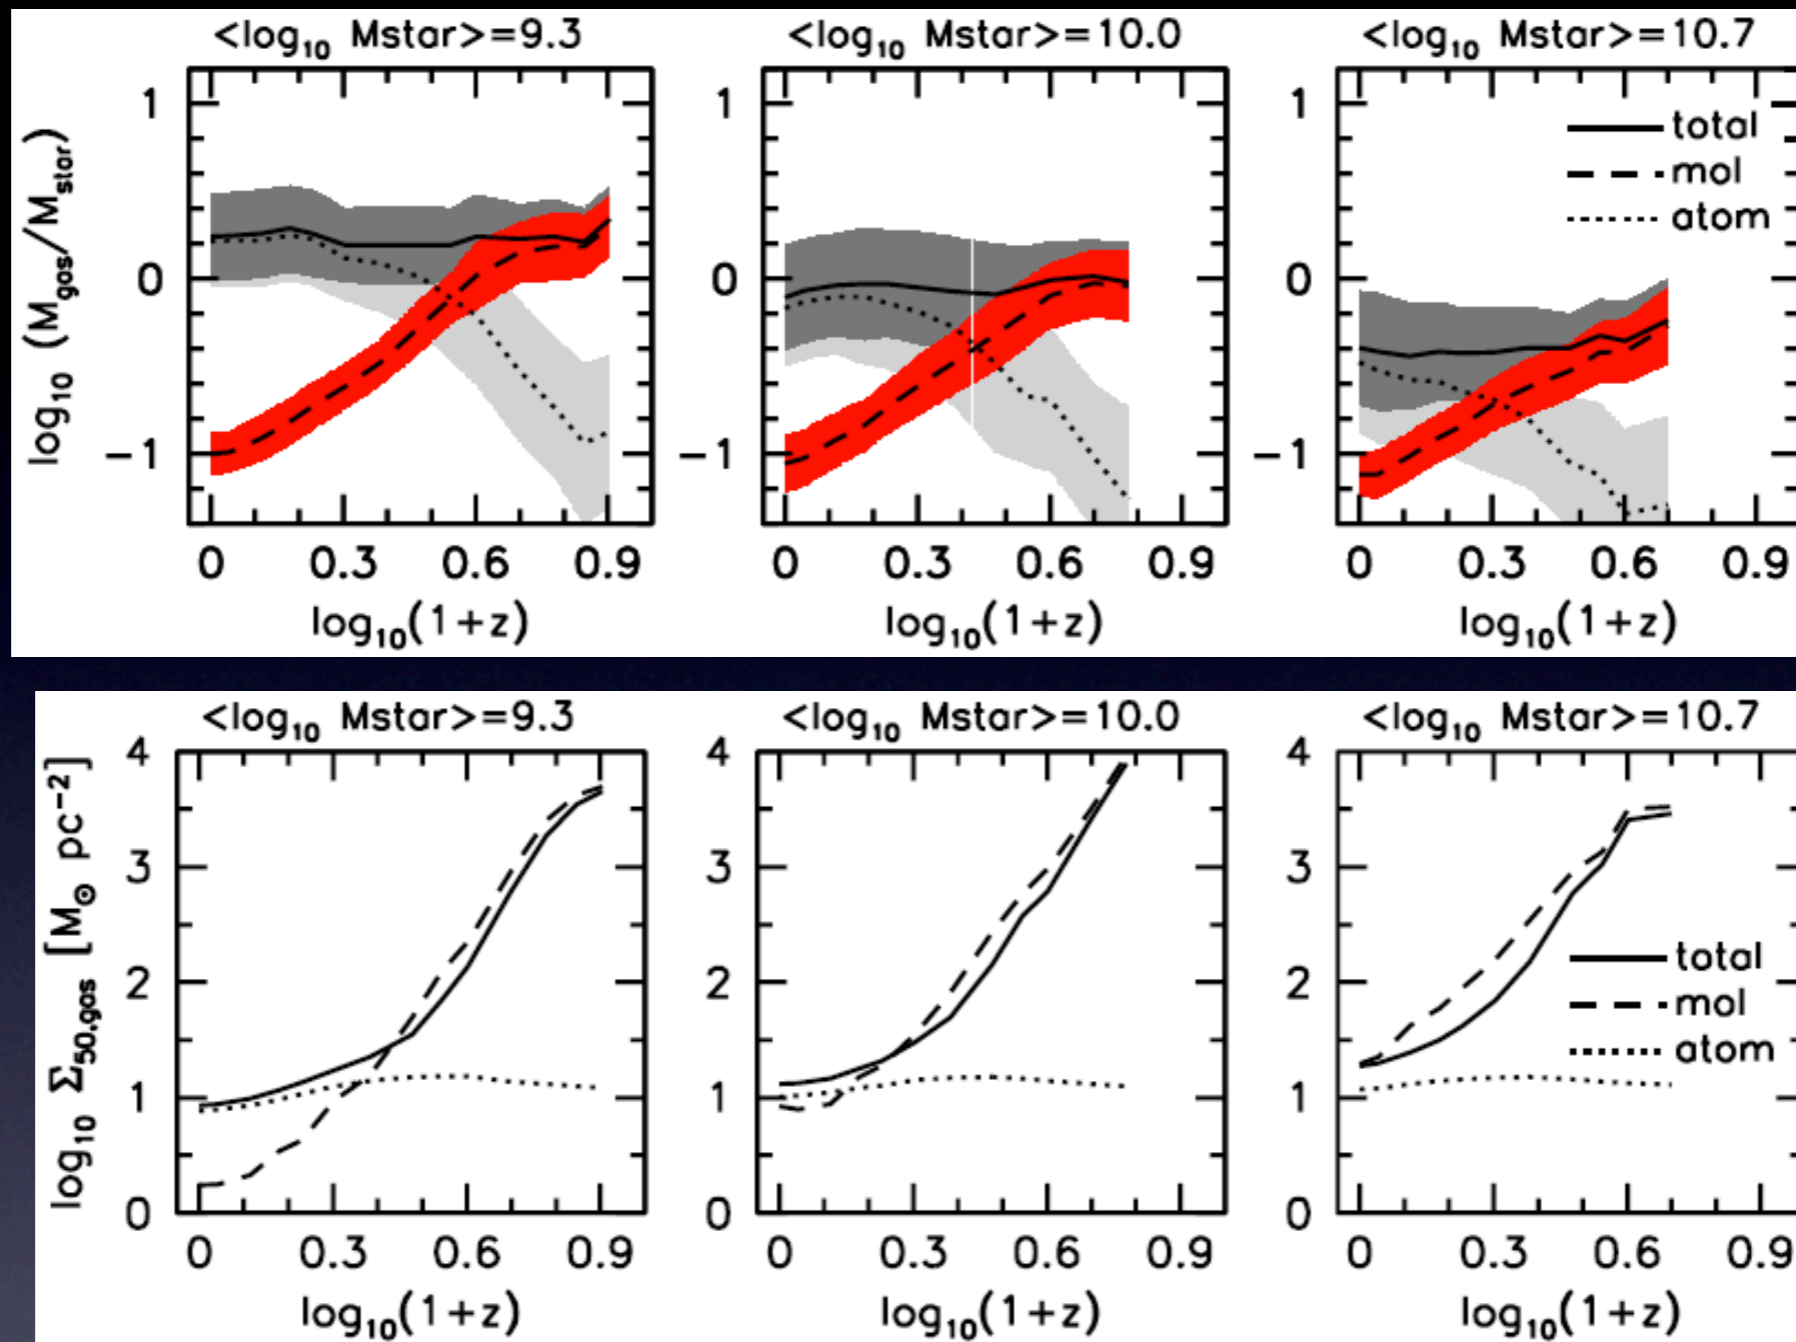 <log₁₀ Mstar>=9.3
<log₁₀ Mstar>=10.0
<log₁₀ Mstar>=10.7
log₁₀ (Mgas/Mstar)
1
0
−1
0 0.3 0.6 0.9
log₁₀(1+z)
1
0
−1
0 0.3 0.6 0.9
log₁₀(1+z)
1
0
−1
total
mol
atom
0 0.3 0.6 0.9
log₁₀(1+z)
<log₁₀ Mstar>=9.3
<log₁₀ Mstar>=10.0
<log₁₀ Mstar>=10.7
log₁₀ Σ50,gas [M⊙ pc⁻²]
4
3
2
1
0
0 0.3 0.6 0.9
log₁₀(1+z)
4
3
2
1
0
0 0.3 0.6 0.9
log₁₀(1+z)
4
3
2
1
0
total
mol
atom
0 0.3 0.6 0.9
log₁₀(1+z)